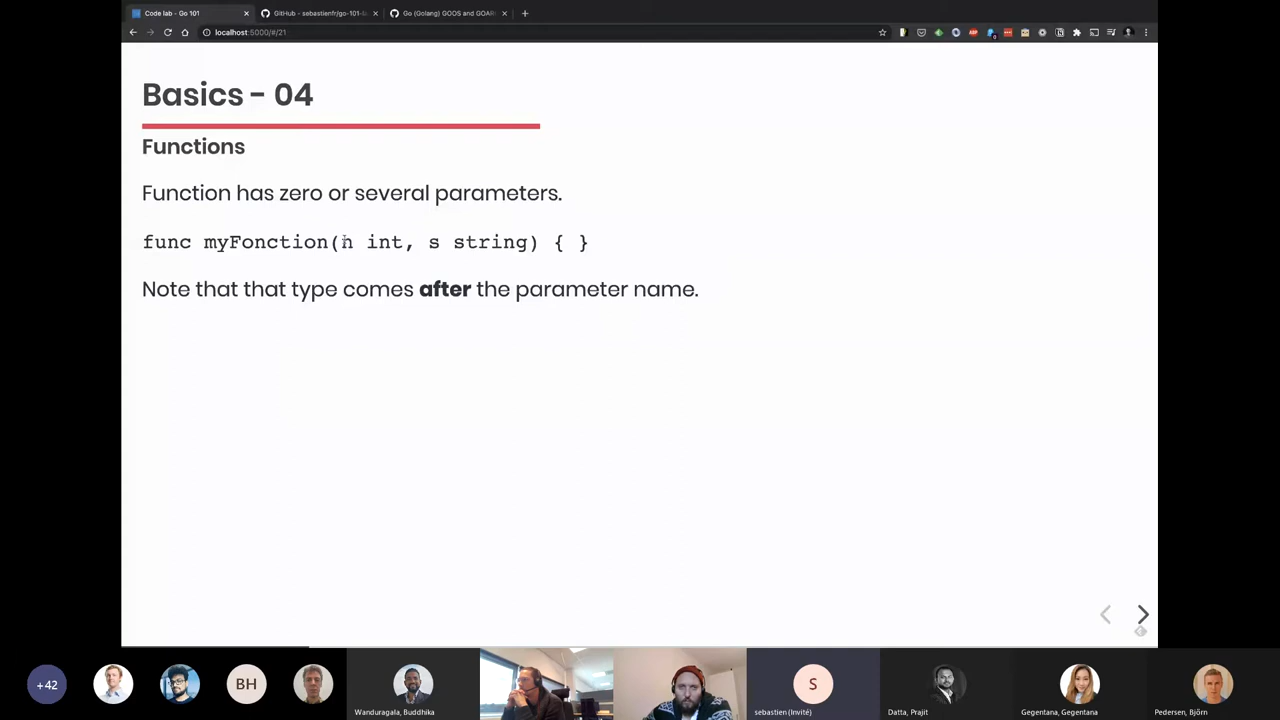 Code lab - Go 101
GitHub - sebastienfr/go-101-
Go (Golang) GOOS and GOAR
localhost:5000/#/21
Basics - 04
Functions
Function has zero or several parameters.
func myFonction(n int, s string) { }
Note that that type comes after the parameter name.
+42
BH
S
Wanduragala, Buddhika
sebastien (Invité)
Datta, Prajit
Gegentana, Gegentana
Pedersen, Björn